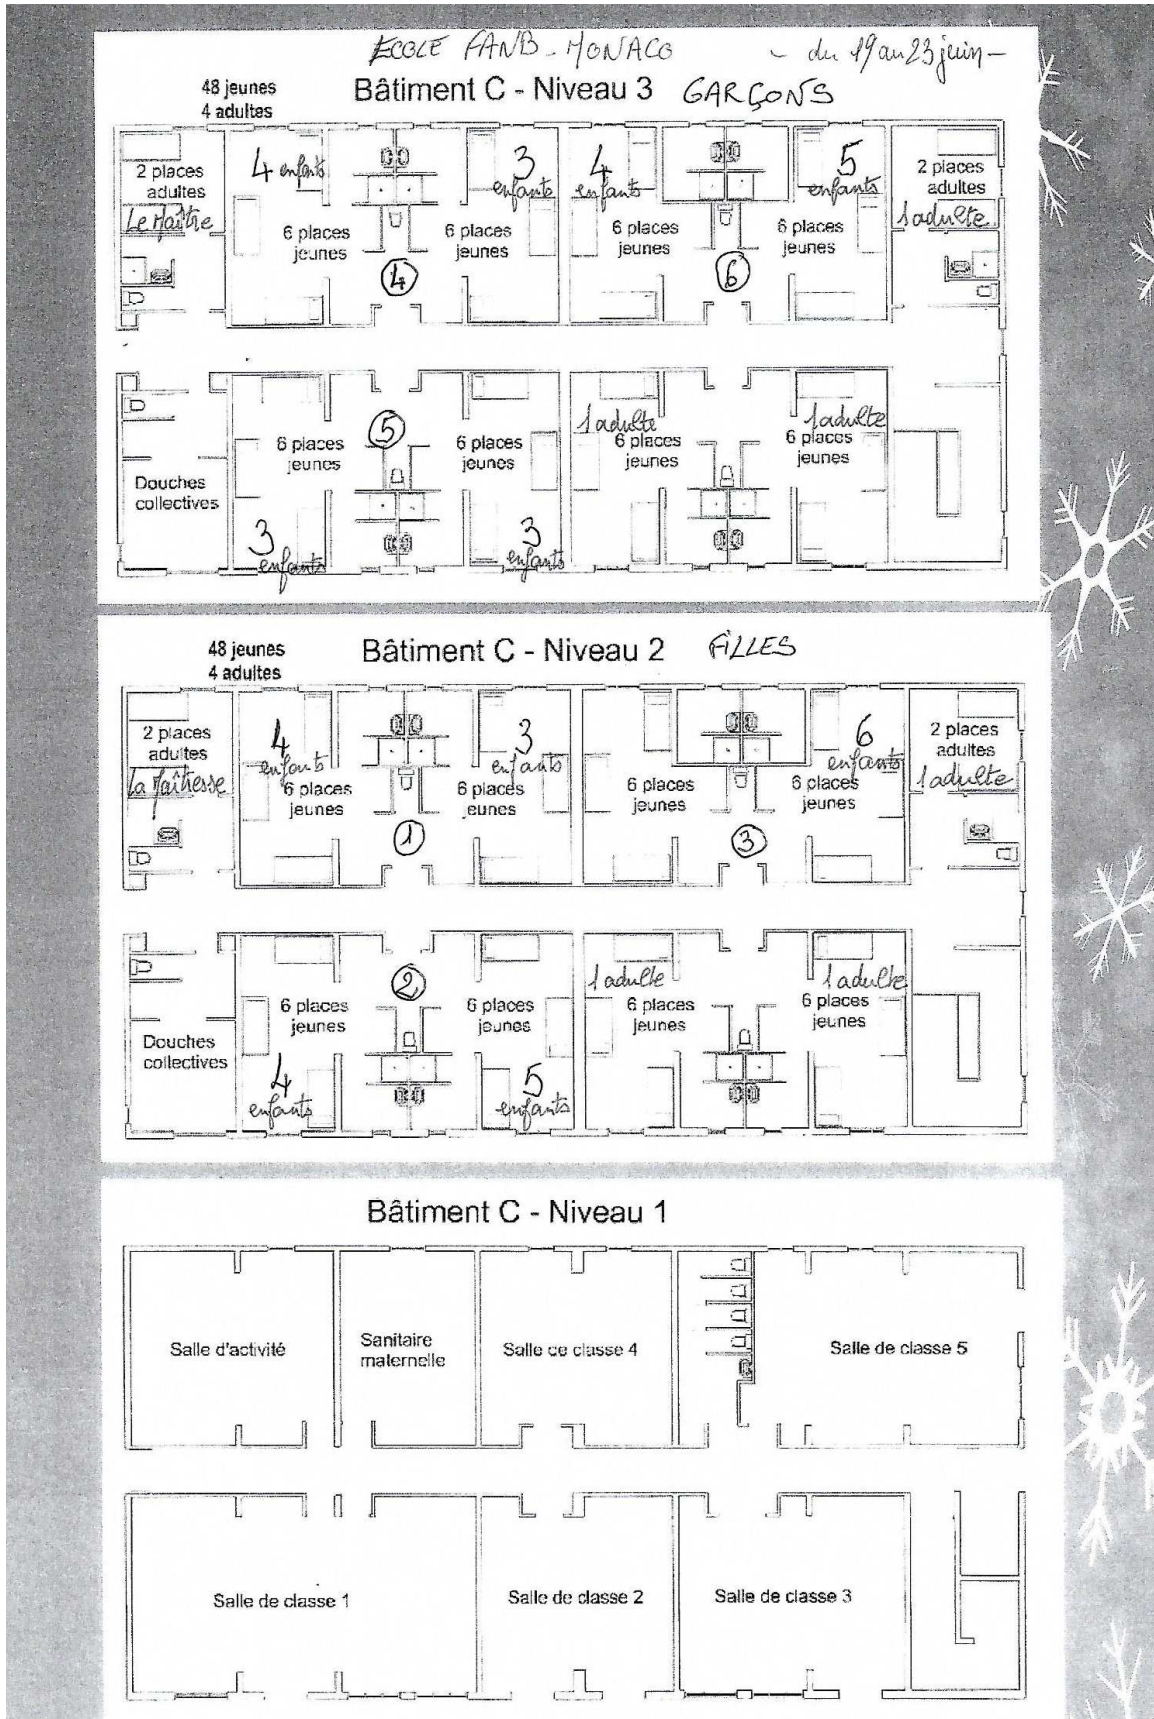 ECOLE FANB - MONACO - du 19 au 23 juin -
48 jeunes
4 adultes
Bâtiment C - Niveau 3 GARÇONS
2 places
adultes
Le Maître
4 enfants
6 places
jeunes
4
3
enfants
6 places
jeunes
4
enfants
6 places
jeunes
6
5
enfants
6 places
jeunes
2 places
adultes
1 adulte
Douches
collectives
6 places
jeunes
3
enfants
5
6 places
jeunes
3
enfants
1 adulte
6 places
jeunes
1 adulte
6 places
jeunes
48 jeunes
4 adultes
Bâtiment C - Niveau 2 FILLES
2 places
adultes
La Maîtresse
4
enfants
6 places
jeunes
1
3
enfants
6 places
eunes
6 places
jeunes
3
6
enfants
6 places
jeunes
2 places
adultes
1 adulte
Douches
collectives
6 places
jeunes
4
enfants
2
6 places
jeunes
5
enfants
1 adulte
6 places
jeunes
1 adulte
6 places
jeunes
Bâtiment C - Niveau 1
Salle d'activité
Sanitaire
maternelle
Salle ce classe 4
Salle de classe 5
Salle de classe 1
Salle de classe 2
Salle de classe 3